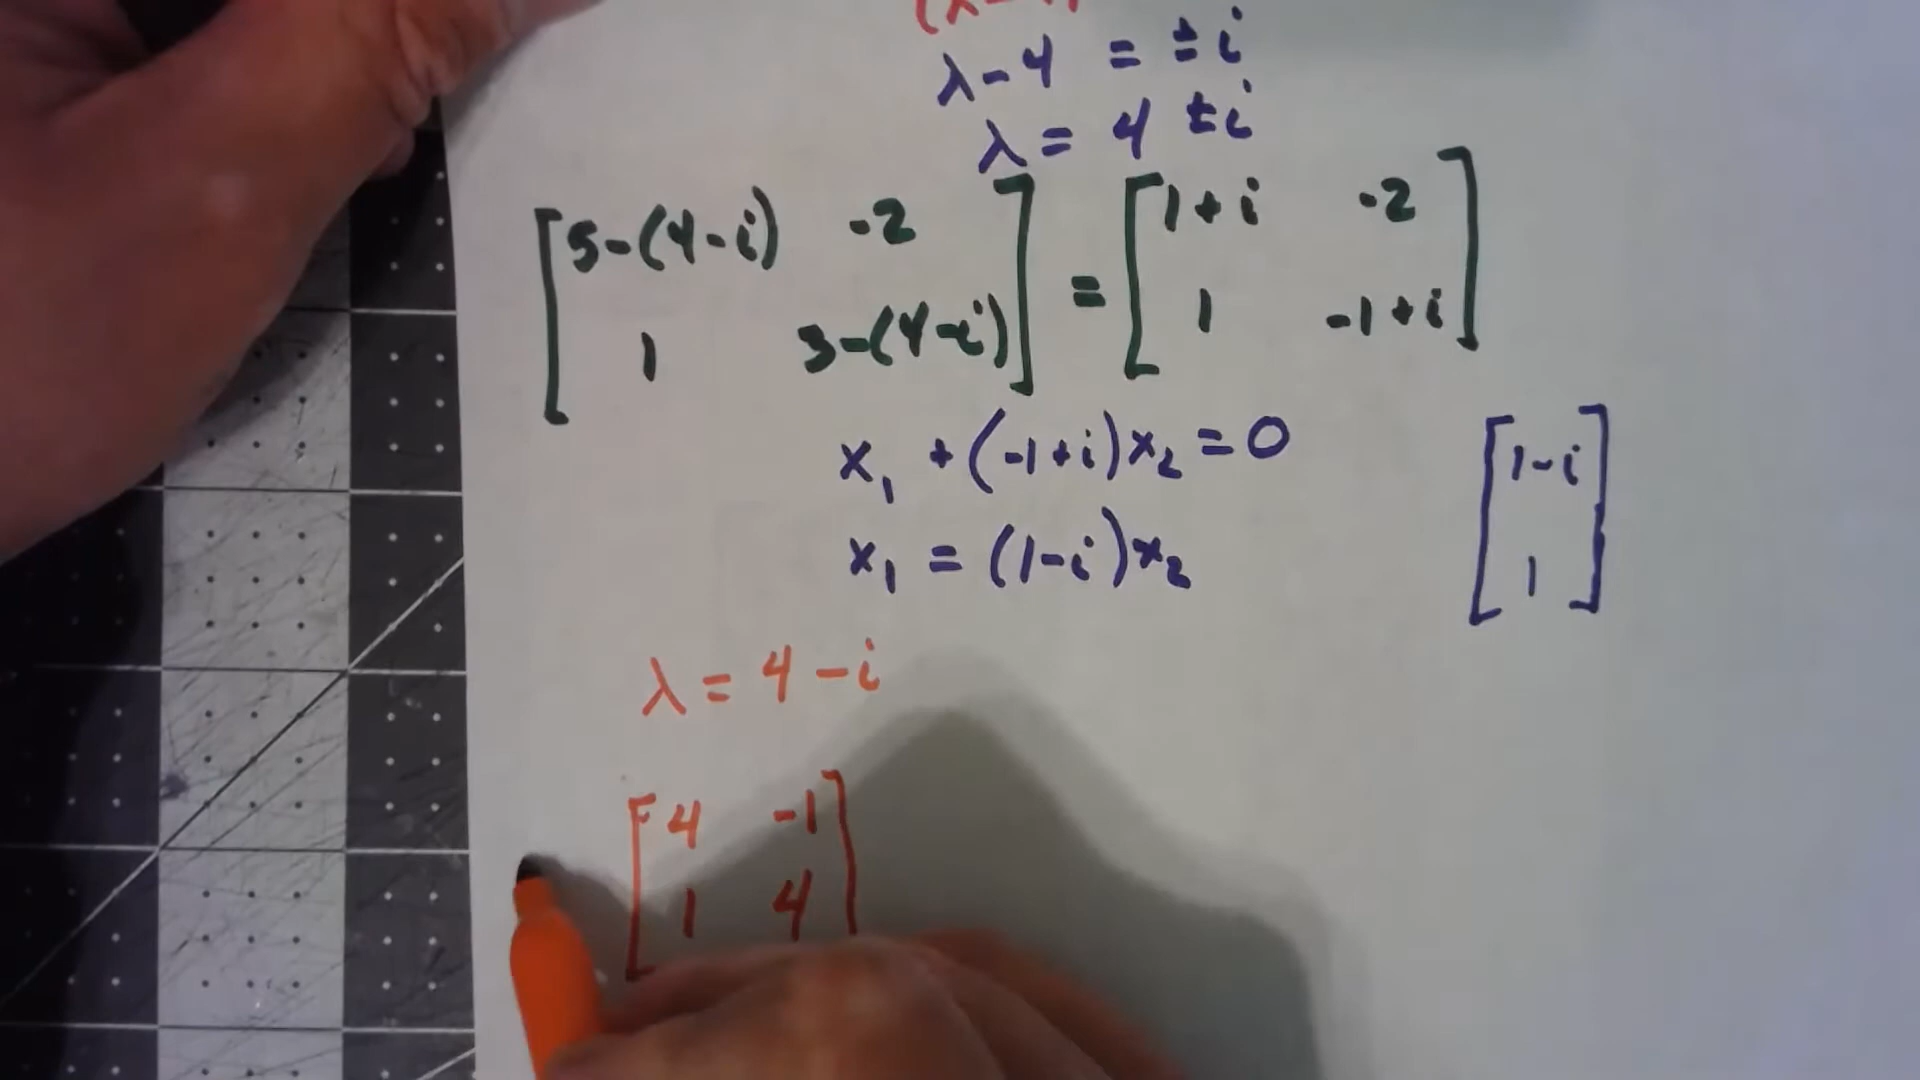 λ-4 = ±i
λ = 4 ±i
[5-(4-i) -2] = [1+i -2]
[1 3-(4-i)] [1 -1+i]
x₁ + (-1+i)x₂ = 0 [1-i]
x₁ = (1-i)x₂ [1]
λ = 4 -i
[4 -1]
[1 4]